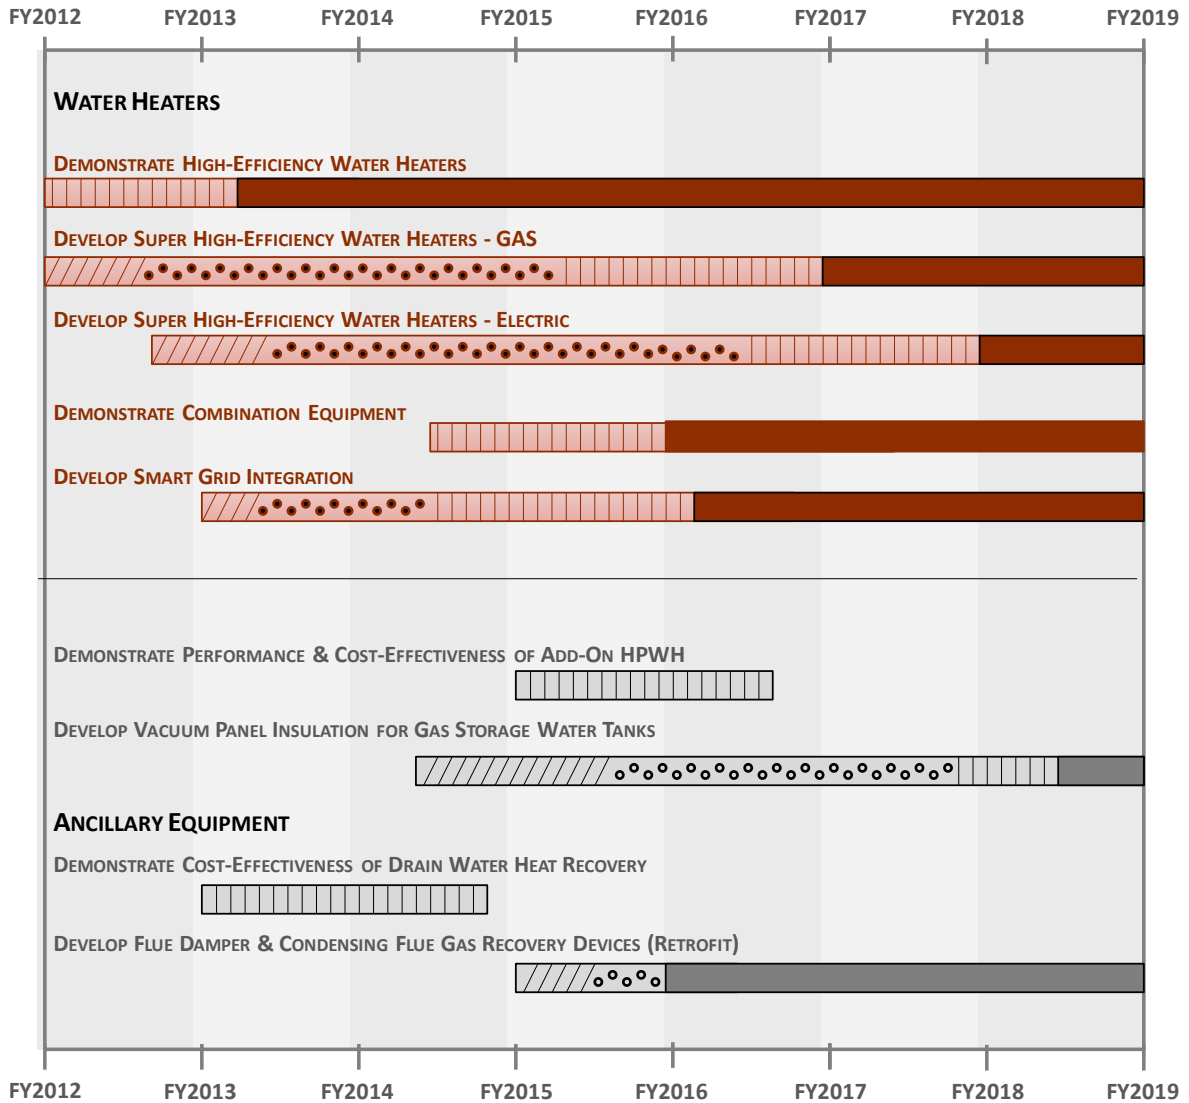 FY2012 FY2013 FY2014 FY2015 FY2016 FY2017 FY2018 FY2019
WATER HEATERS
DEMONSTRATE HIGH-EFFICIENCY WATER HEATERS
DEVELOP SUPER HIGH-EFFICIENCY WATER HEATERS - GAS
DEVELOP SUPER HIGH-EFFICIENCY WATER HEATERS - ELECTRIC
DEMONSTRATE COMBINATION EQUIPMENT
DEVELOP SMART GRID INTEGRATION
DEMONSTRATE PERFORMANCE & COST-EFFECTIVENESS OF ADD-ON HPWH
DEVELOP VACUUM PANEL INSULATION FOR GAS STORAGE WATER TANKS
ANCILLARY EQUIPMENT
DEMONSTRATE COST-EFFECTIVENESS OF DRAIN WATER HEAT RECOVERY
DEVELOP FLUE DAMPER & CONDENSING FLUE GAS RECOVERY DEVICES (RETROFIT)
FY2012 FY2013 FY2014 FY2015 FY2016 FY2017 FY2018 FY2019